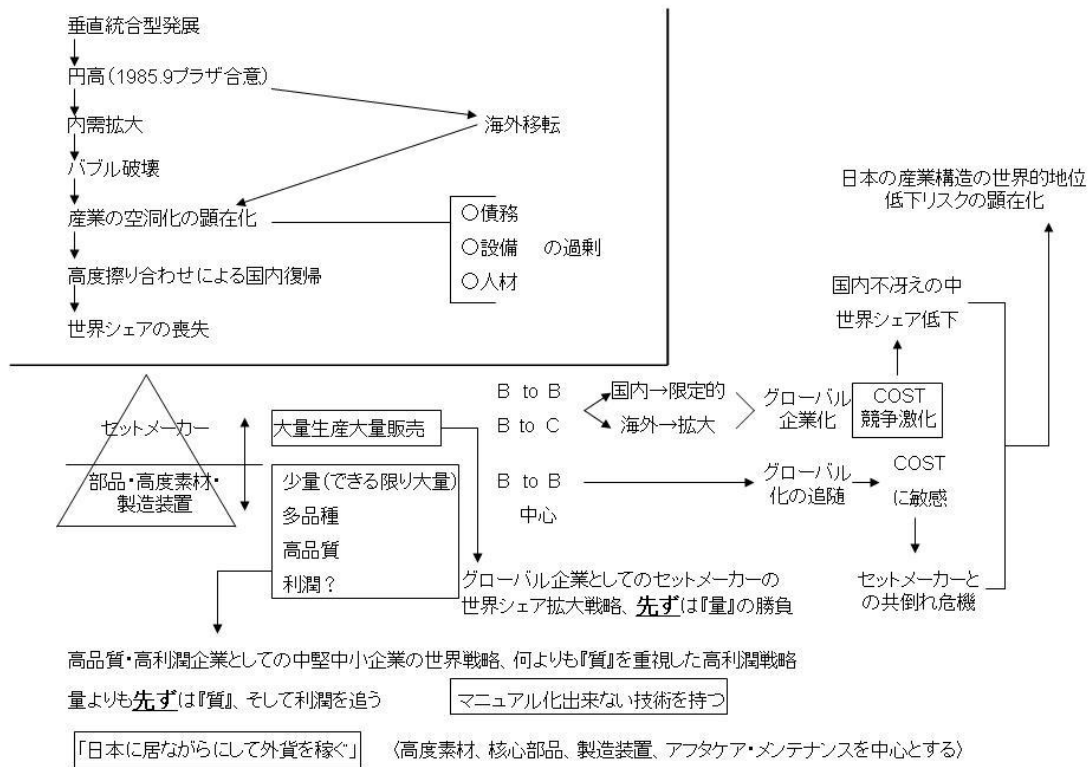 垂直統合型発展
円高(1985.9プラザ合意)
内需拡大
海外移転
バブル破壊
産業の空洞化の顕在化
○債務
○設備 の過剰
○人材
高度擦り合わせによる国内復帰
世界シェアの喪失
日本の産業構造の世界的地位
低下リスクの顕在化
国内不冴えの中
世界シェア低下
セットメーカー
部品・高度素材・
製造装置
大量生産大量販売
B to B
B to C
国内→限定的
海外→拡大
グローバル
企業化
COST
競争激化
少量(できる限り大量)
多品種
高品質
利潤?
B to B
中心
グローバル
化の追随
COST
に敏感
グローバル企業としてのセットメーカーの
世界シェア拡大戦略、先ずは『量』の勝負
セットメーカーと
の共倒れ危機
高品質・高利潤企業としての中堅中小企業の世界戦略、何よりも『質』を重視した高利潤戦略
量よりも先ずは『質』、そして利潤を追う
マニュアル化出来ない技術を持つ
「日本に居ながらにして外貨を稼ぐ」
〈高度素材、核心部品、製造装置、アフタケア・メンテナンスを中心とする〉